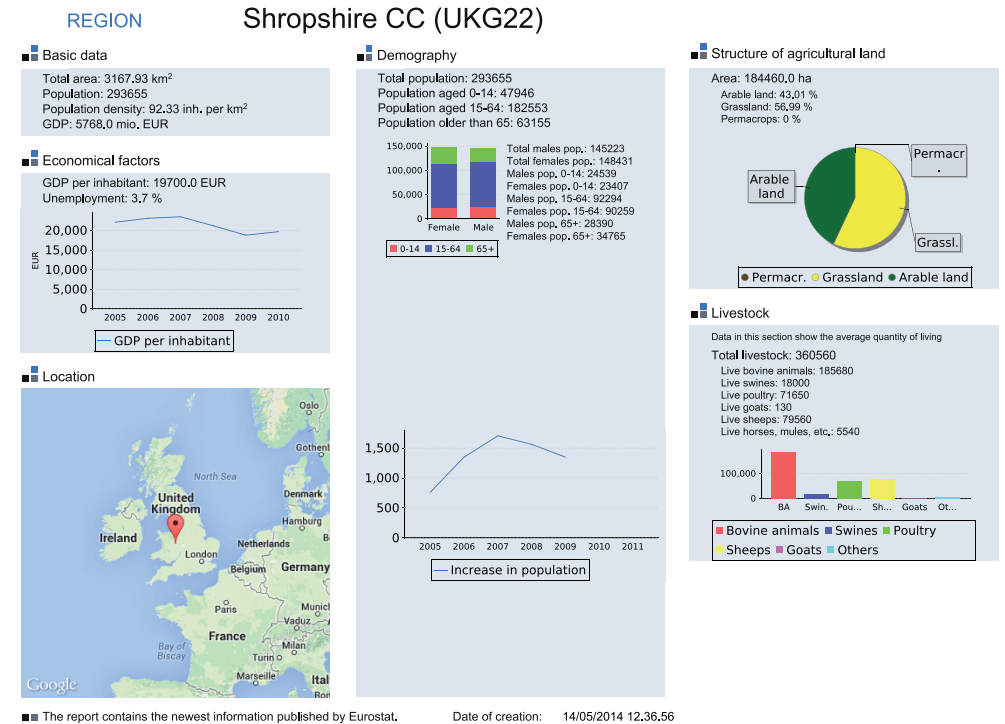 REGION
Shropshire CC (UKG22)
Basic data
Total area: 3167.93 km²
Population: 293655
Population density: 92.33 inh. per km²
GDP: 5768.0 mio. EUR
Economical factors
GDP per inhabitant: 19700.0 EUR
Unemployment: 3.7 %
20,000
15,000
10,000
5,000
0
EUR
2005 2006 2007 2008 2009 2010
GDP per inhabitant
Location
Oslo
Gothenb
North Sea
United
Kingdom
Denmark
Ireland
Hamburg
B
London
Netherlands
Belgium
Germany
Paris
Munich
Vaduz
France
Bay of
Biscay
Milan
Turin
Marseille
Ital
Rom
Google
Demography
Total population: 293655
Population aged 0-14: 47946
Population aged 15-64: 182553
Population older than 65: 63155
150,000
100,000
50,000
0
Female Male
0-14 15-64 65+
Total males pop.: 145223
Total females pop.: 148431
Males pop. 0-14: 24539
Females pop. 0-14: 23407
Males pop. 15-64: 92294
Females pop. 15-64: 90259
Males pop. 65+: 28390
Females pop. 65+: 34765
1,500
1,000
500
0
2005 2006 2007 2008 2009 2010 2011
Increase in population
Structure of agricultural land
Area: 184460.0 ha
Arable land: 43.01 %
Grassland: 56.99 %
Permacrops: 0 %
Permacr
.
Arable
land
Grassl.
Permacr. Grassland Arable land
Livestock
Data in this section show the average quantity of living
Total livestock: 360560
Live bovine animals: 185680
Live swines: 18000
Live poultry: 71650
Live goats: 130
Live sheeps: 79560
Live horses, mules, etc.: 5540
100,000
0
BA Swin. Pou... Sh... Goats Ot...
Bovine animals Swines Poultry
Sheeps Goats Others
The report contains the newest information published by Eurostat.
Date of creation: 14/05/2014 12.36.56